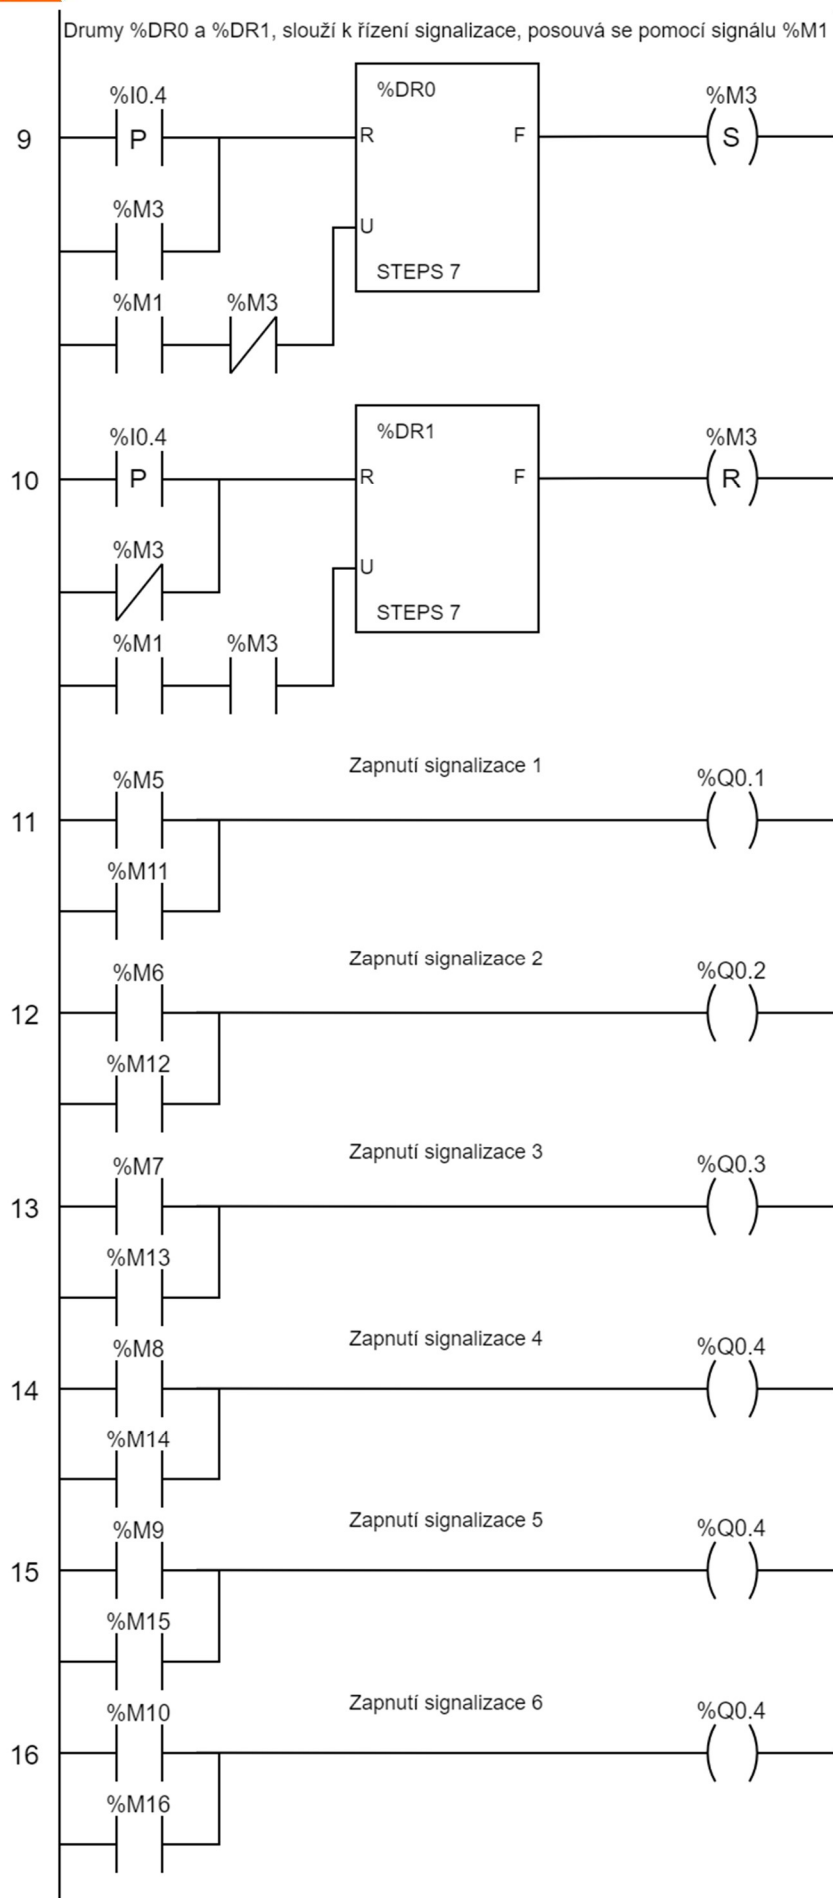 Drumy %DR0 a %DR1, slouží k řízení signalizace, posouvá se pomocí signálu %M1
9
%I0.4
P
%DR0
R
F
%M3
S
%M3
U
STEPS 7
%M1
%M3
10
%I0.4
P
%DR1
R
F
%M3
R
%M3
U
STEPS 7
%M1
%M3
Zapnutí signalizace 1
11
%M5
%Q0.1
%M11
Zapnutí signalizace 2
12
%M6
%Q0.2
%M12
Zapnutí signalizace 3
13
%M7
%Q0.3
%M13
Zapnutí signalizace 4
14
%M8
%Q0.4
%M14
Zapnutí signalizace 5
15
%M9
%Q0.4
%M15
Zapnutí signalizace 6
16
%M10
%Q0.4
%M16